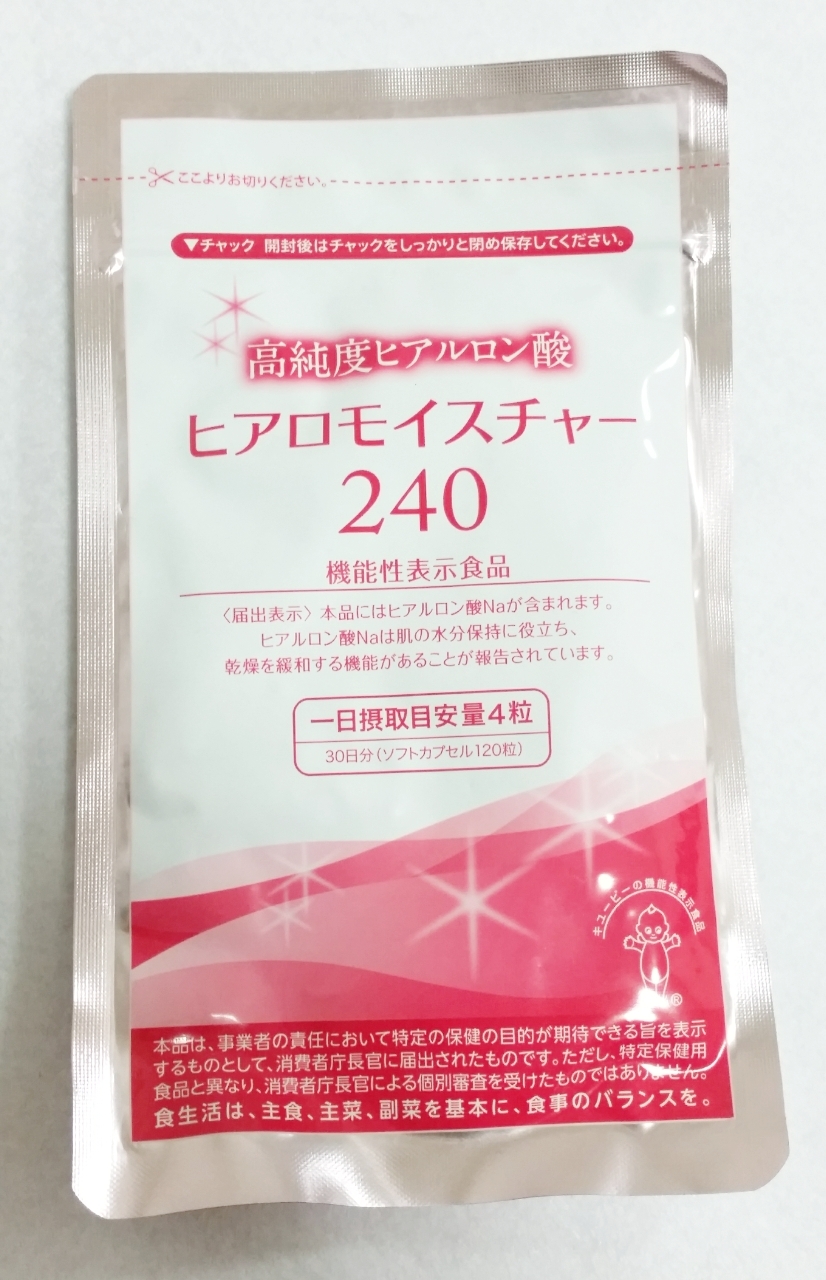 ここよりお切りください。
▼チャック 開封後はチャックをしっかりと閉め保存してください。
高純度ヒアルロン酸
ヒアロモイスチャー
240
機能性表示食品
〈届出表示〉本品にはヒアルロン酸Naが含まれます。
ヒアルロン酸Naは肌の水分保持に役立ち、
乾燥を緩和する機能があることが報告されています。
一日摂取目安量4粒
30日分(ソフトカプセル120粒)
キユーピーの機能性表示食品
®
本品は、事業者の責任において特定の保健の目的が期待できる旨を表示
するものとして、消費者庁長官に届出されたものです。ただし、特定保健用
食品と異なり、消費者庁長官による個別審査を受けたものではありません。
食生活は、主食、主菜、副菜を基本に、食事のバランスを。